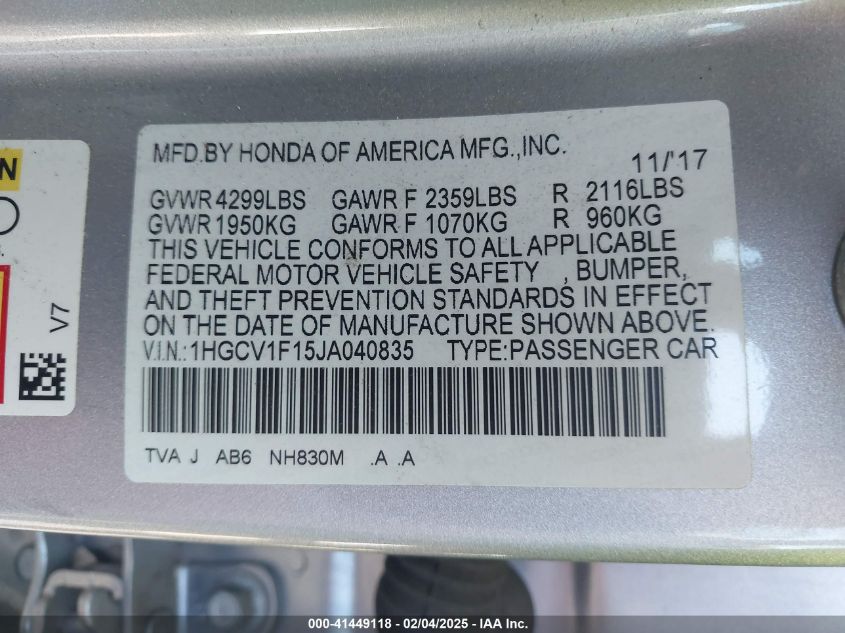 MFD.BY HONDA OF AMERICA MFG.,INC. 11/'17
GVWR 4299LBS GAWR F 2359LBS R 2116LBS
GVWR 1950KG GAWR F 1070KG R 960KG
THIS VEHICLE CONFORMS TO ALL APPLICABLE
FEDERAL MOTOR VEHICLE SAFETY , BUMPER,
AND THEFT PREVENTION STANDARDS IN EFFECT
ON THE DATE OF MANUFACTURE SHOWN ABOVE.
V.I.N.:1HGCV1F15JA040835 TYPE:PASSENGER CAR
TVA J AB6 NH830M .A .A
V7
000-41449118 - 02/04/2025 - IAA Inc.